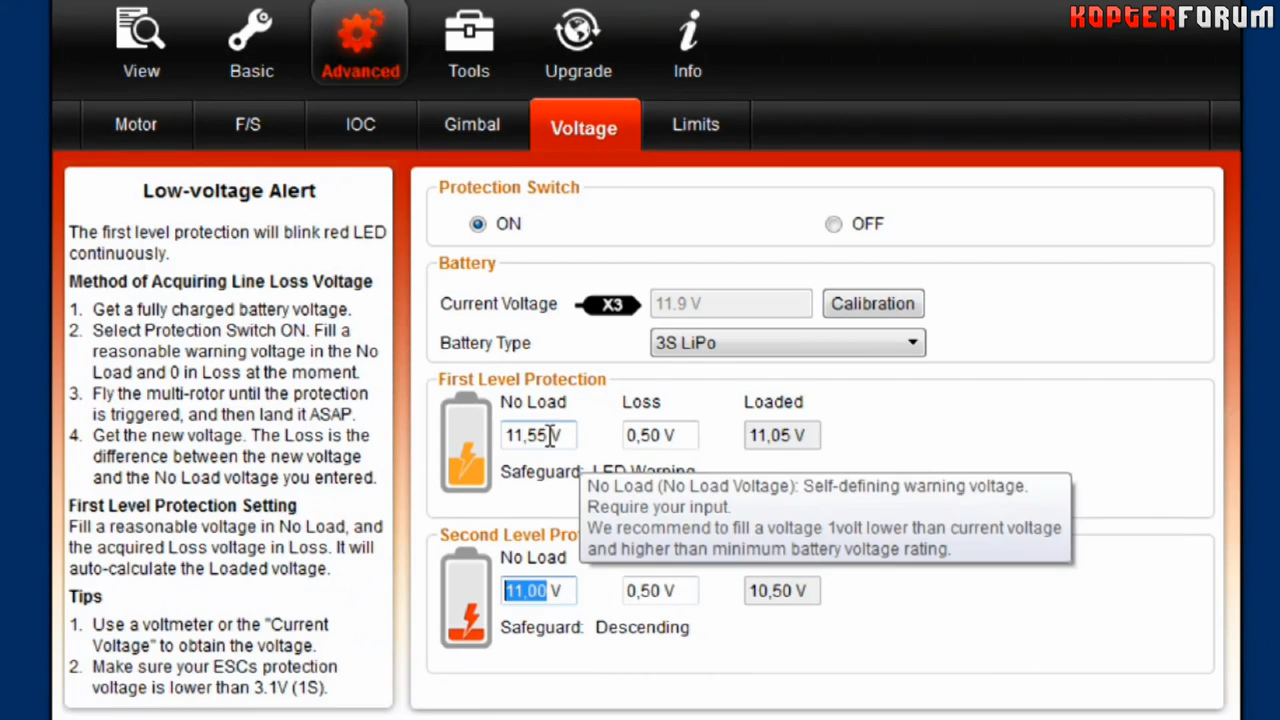 KOPTERFORUM
View
Basic
Advanced
Tools
Upgrade
Info
Motor
F/S
IOC
Gimbal
Voltage
Limits
Low-voltage Alert
The first level protection will blink red LED
continuously.
Method of Acquiring Line Loss Voltage
1. Get a fully charged battery voltage.
2. Select Protection Switch ON. Fill a
reasonable warning voltage in the No
Load and 0 in Loss at the moment.
3. Fly the multi-rotor until the protection
is triggered, and then land it ASAP.
4. Get the new voltage. The Loss is the
difference between the new voltage
and the No Load voltage you entered.
First Level Protection Setting
Fill a reasonable voltage in No Load, and
the acquired Loss voltage in Loss. It will
auto-calculate the Loaded voltage.
Tips
1. Use a voltmeter or the "Current
Voltage" to obtain the voltage.
2. Make sure your ESCs protection
voltage is lower than 3.1V (1S).
Protection Switch
ON
OFF
Battery
Current Voltage X3 11.9 V Calibration
Battery Type 3S LiPo
First Level Protection
No Load Loss Loaded
11,55 V 0,50 V 11,05 V
Safeguard: LED Warning
No Load (No Load Voltage): Self-defining warning voltage.
Require your input.
We recommend to fill a voltage 1volt lower than current voltage
and higher than minimum battery voltage rating.
Second Level Pro
No Load
11,00 V 0,50 V 10,50 V
Safeguard: Descending